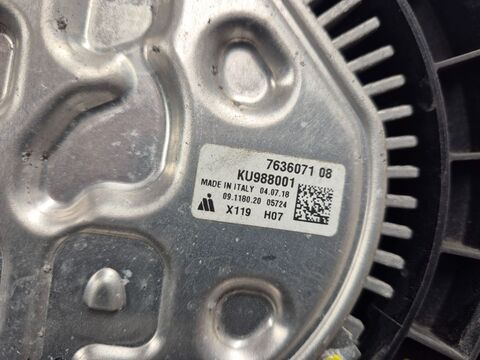 7636071 08
KU988001
MADE IN ITALY 04.07.18
09.1180.20 05724
X119 H07